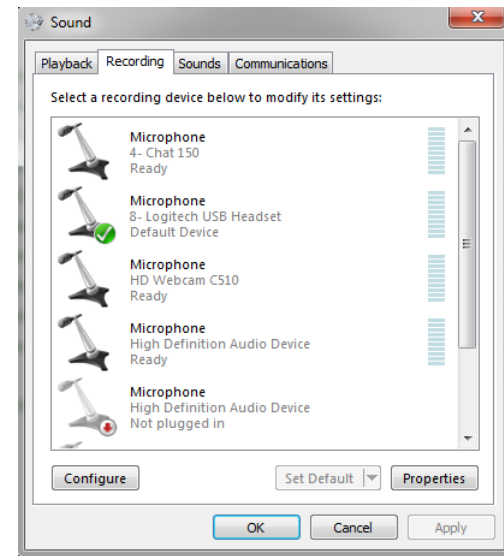 Sound
Playback Recording Sounds Communications
Select a recording device below to modify its settings:
Microphone
4- Chat 150
Ready
Microphone
8- Logitech USB Headset
Default Device
Microphone
HD Webcam C510
Ready
Microphone
High Definition Audio Device
Ready
Microphone
High Definition Audio Device
Not plugged in
Configure Set Default Properties
OK Cancel Apply